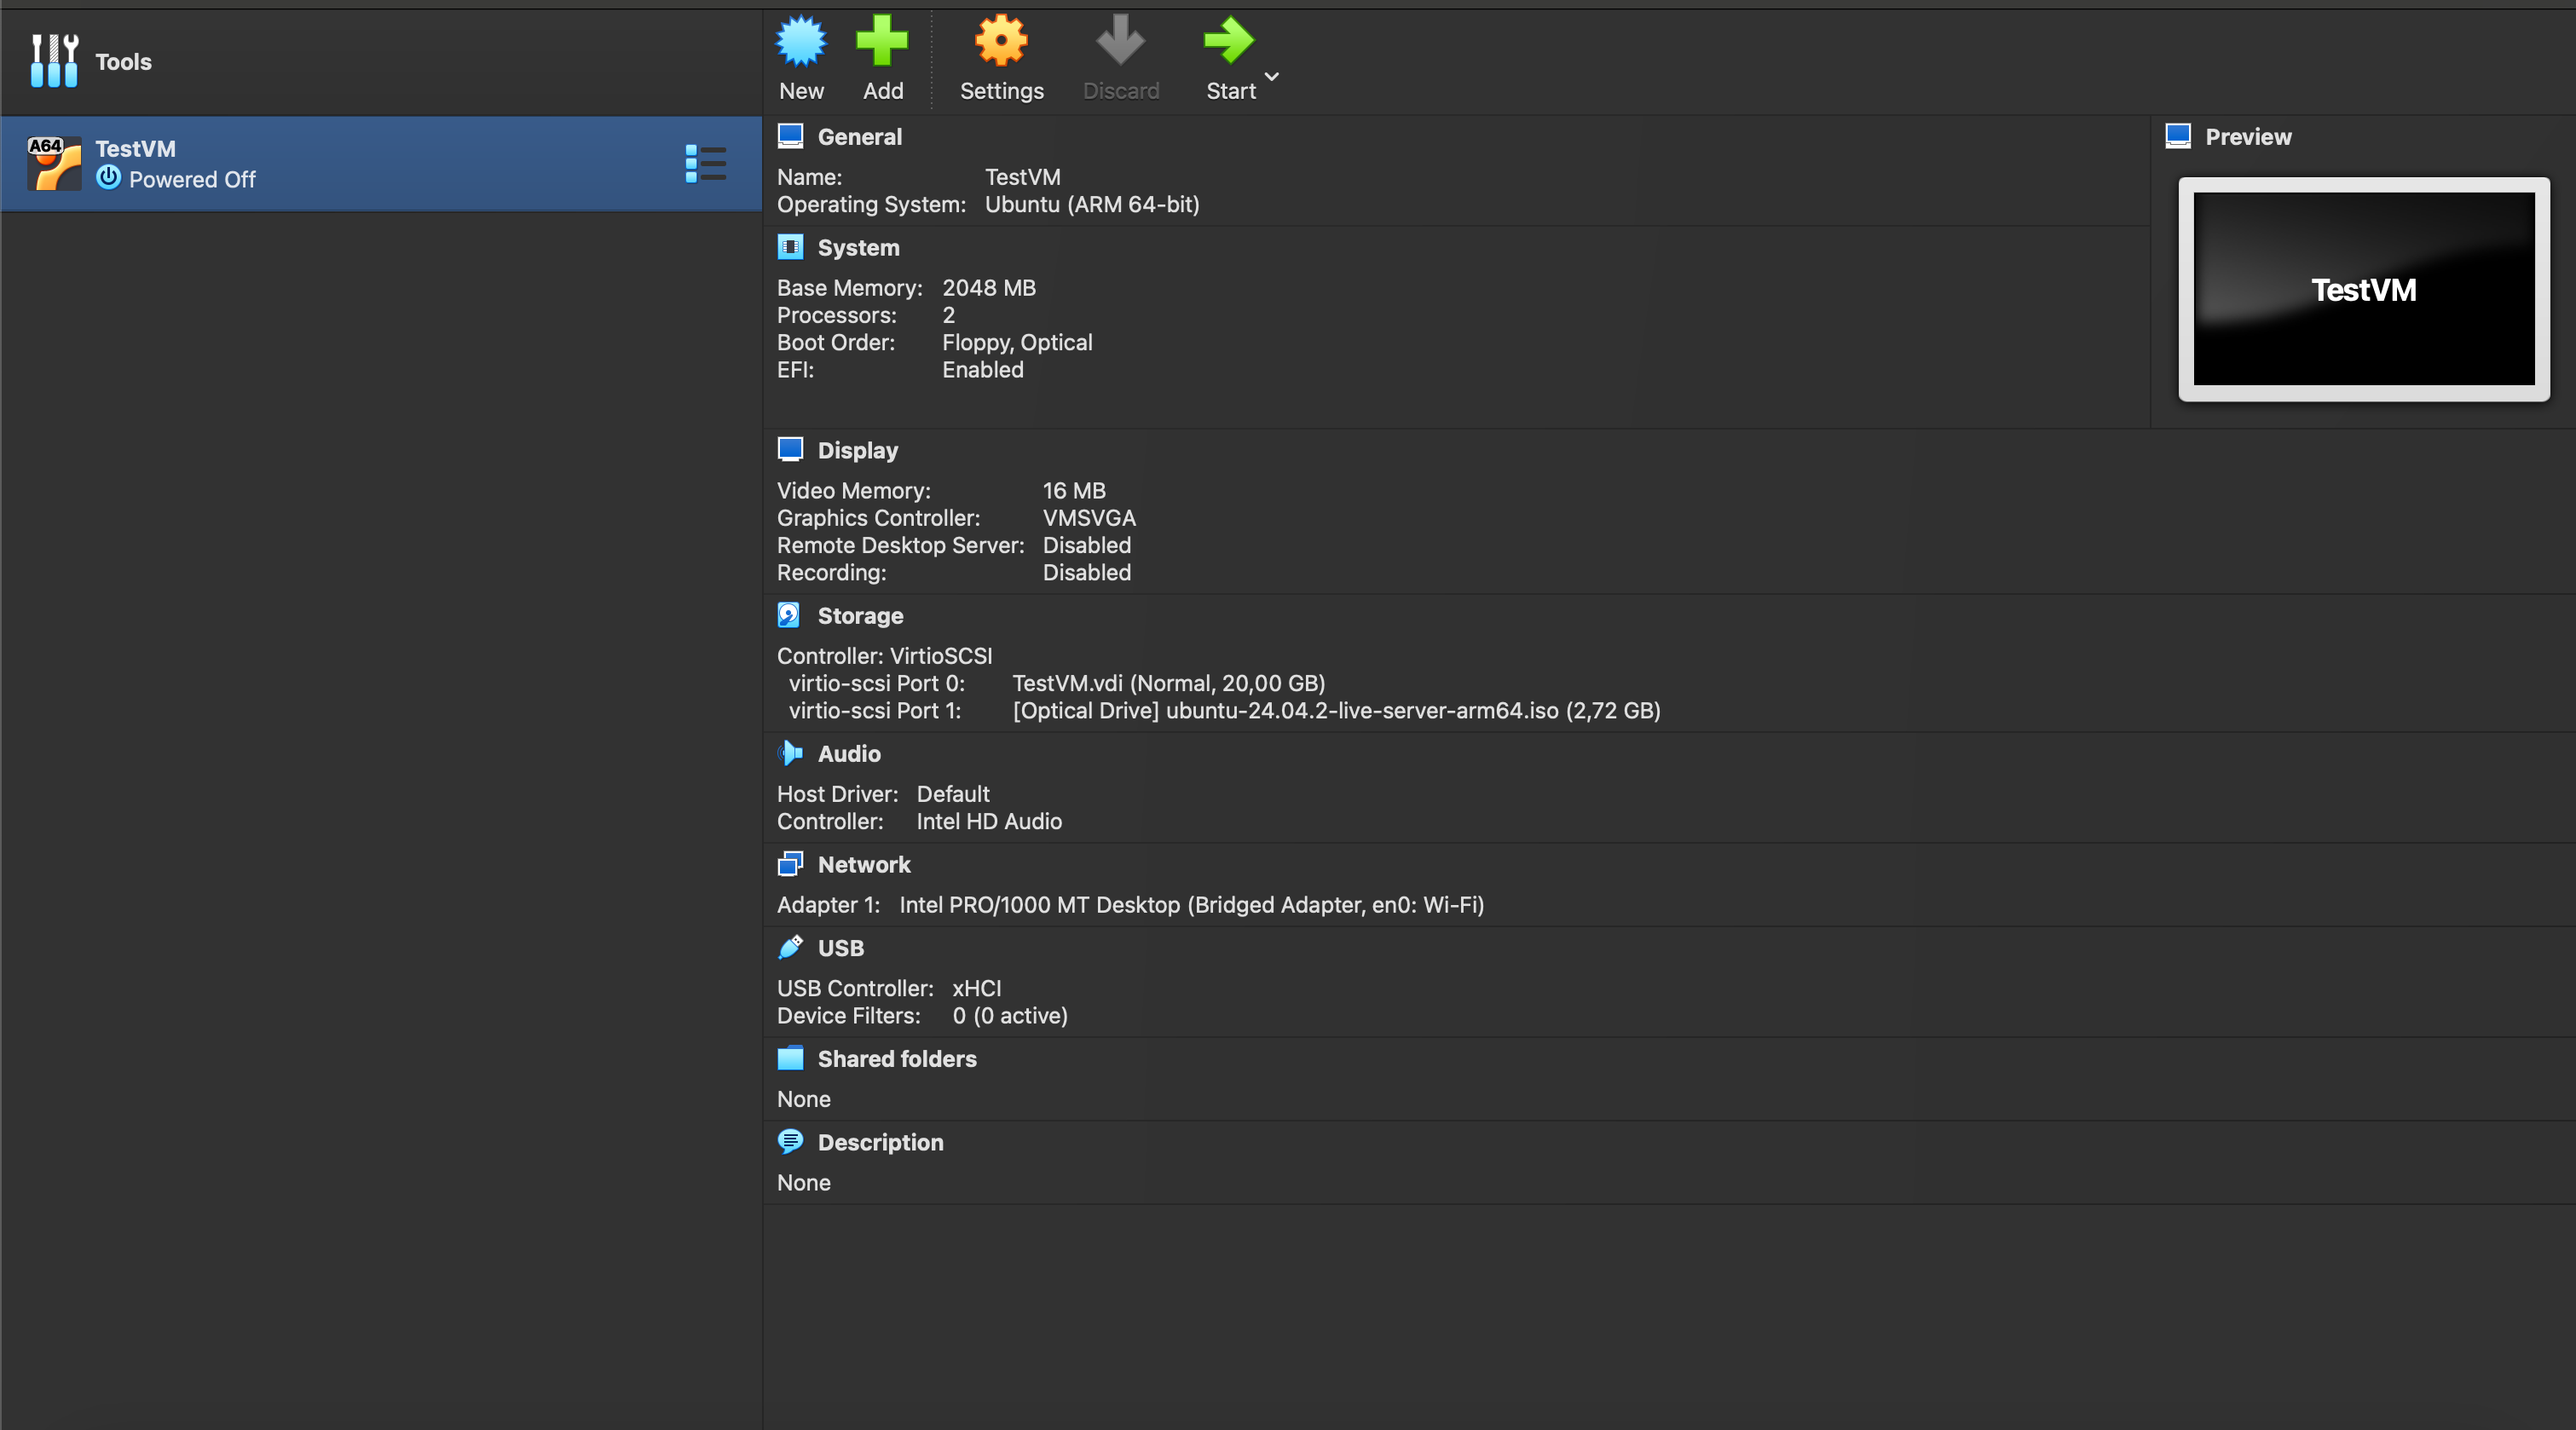 Tools
New Add Settings Discard Start
A64
TestVM
Powered Off
General
Name: TestVM
Operating System: Ubuntu (ARM 64-bit)
System
Base Memory: 2048 MB
Processors: 2
Boot Order: Floppy, Optical
EFI: Enabled
Preview
TestVM
Display
Video Memory: 16 MB
Graphics Controller: VMSVGA
Remote Desktop Server: Disabled
Recording: Disabled
Storage
Controller: VirtioSCSI
virtio-scsi Port 0: TestVM.vdi (Normal, 20,00 GB)
virtio-scsi Port 1: [Optical Drive] ubuntu-24.04.2-live-server-arm64.iso (2,72 GB)
Audio
Host Driver: Default
Controller: Intel HD Audio
Network
Adapter 1: Intel PRO/1000 MT Desktop (Bridged Adapter, en0: Wi-Fi)
USB
USB Controller: xHCI
Device Filters: 0 (0 active)
Shared folders
None
Description
None